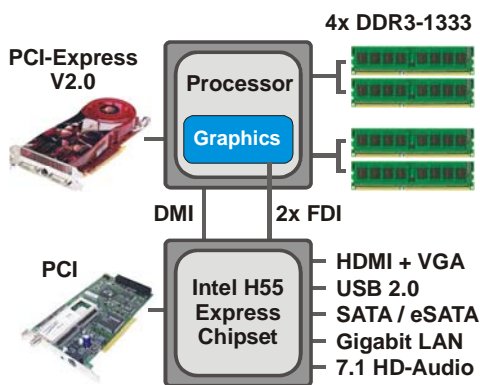 4x DDR3-1333
PCI-Express
V2.0
Processor
Graphics
DMI
2x FDI
PCI
Intel H55
Express
Chipset
HDMI + VGA
USB 2.0
SATA / eSATA
Gigabit LAN
7.1 HD-Audio